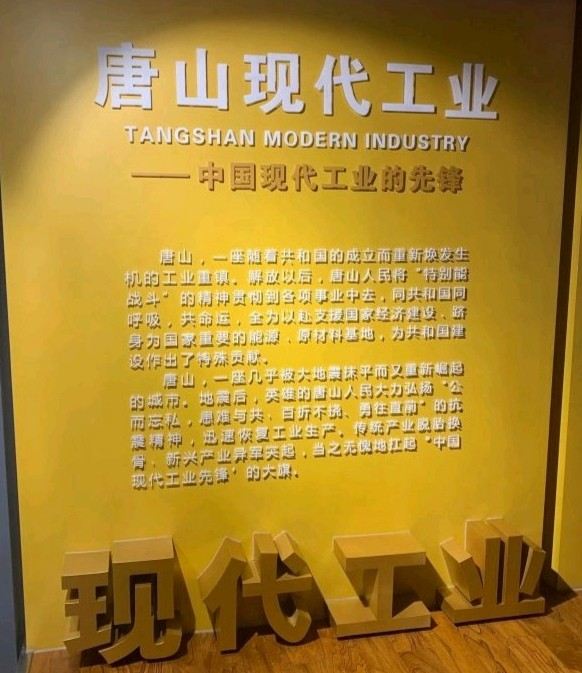 唐山现代工业
TANGSHAN MODERN INDUSTRY
——中国现代工业的先锋
唐山，一座随着共和国的成立而重新焕发生
机的工业重镇。解放以后，唐山人民将“特别能
战斗”的精神贯彻到各项事业中去，同共和国同
呼吸，共命运，全力以赴支援国家经济建设，跻
身为国家重要的能源、原材料基地，为共和国建
设作出了特殊贡献。
唐山，一座几乎被大地震抹平而又重新崛起
的城市。地震后，英雄的唐山人民大力弘扬“公
而忘私，患难与共、百折不挠、勇往直前”的抗
震精神，迅速恢复工业生产。传统产业脱胎换
骨，新兴产业异军突起，当之无愧地扛起“中国
现代工业先锋”的大旗。
现代工业